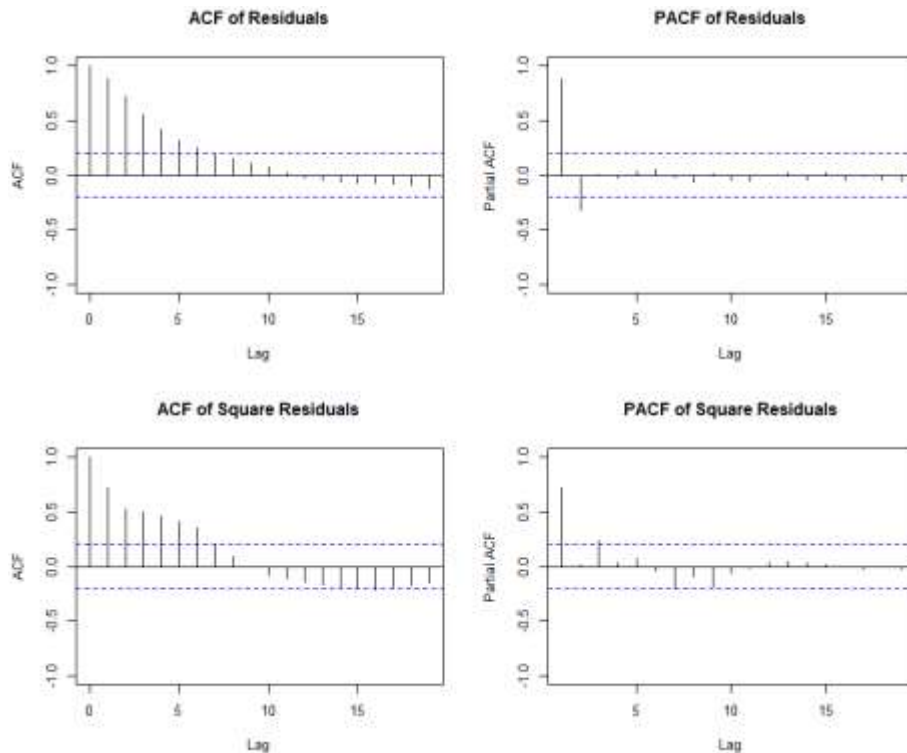 ACF of Residuals
ACF
1.0
0.5
0.0
-0.5
-1.0
0 5 10 15
Lag
PACF of Residuals
Partial ACF
1.0
0.5
0.0
-0.5
-1.0
5 10 15
Lag
ACF of Square Residuals
ACF
1.0
0.5
0.0
-0.5
-1.0
0 5 10 15
Lag
PACF of Square Residuals
Partial ACF
1.0
0.5
0.0
-0.5
-1.0
5 10 15
Lag